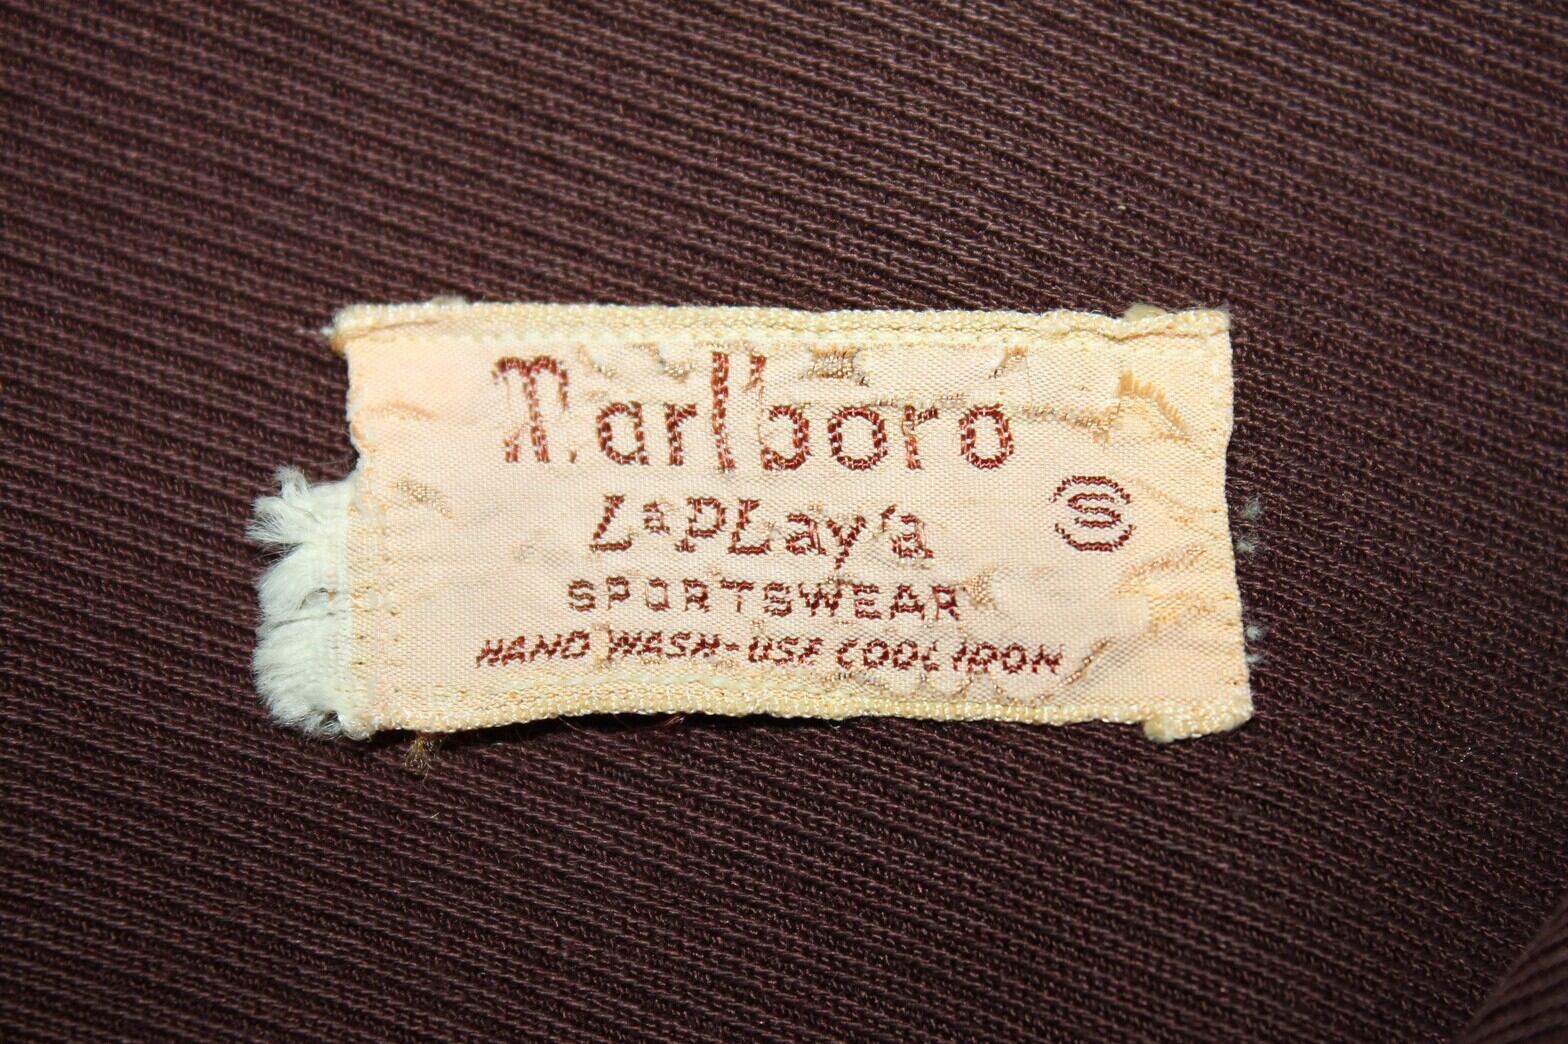 Marlboro
LaPLaya
S
SPORTSWEAR
HAND WASH-USE COOL IRON